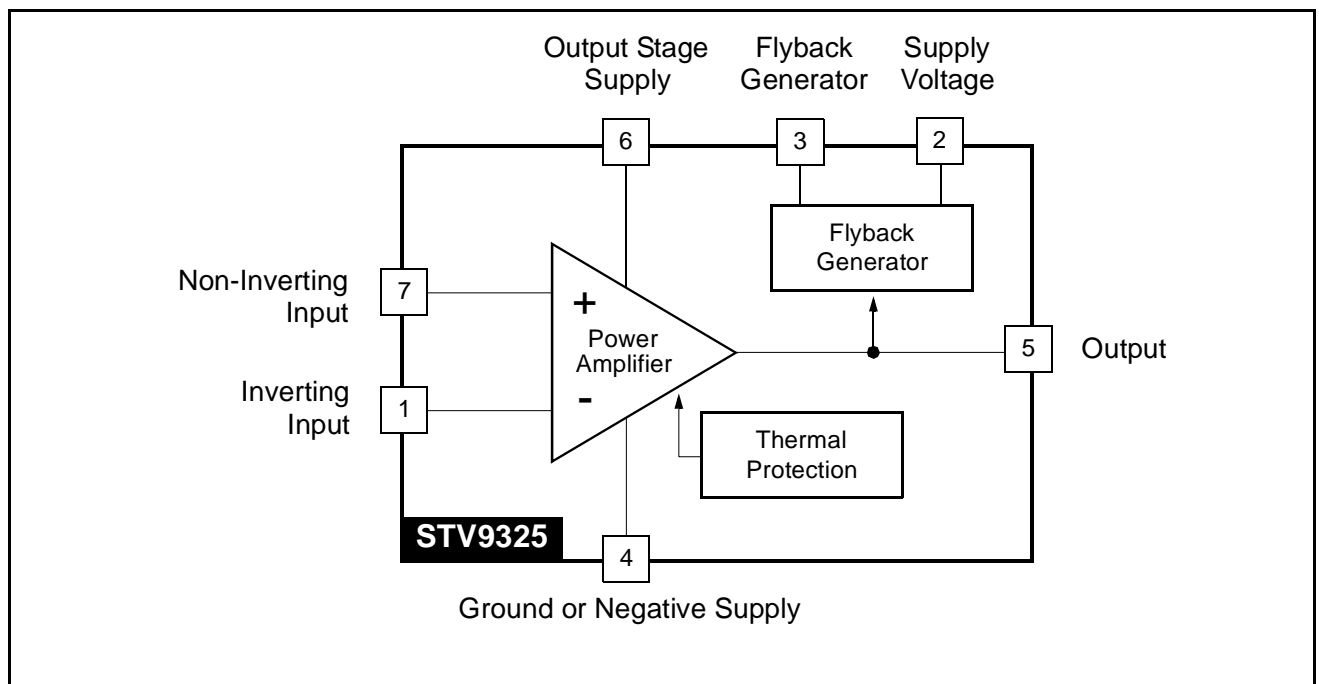 Output Stage
Supply
Flyback
Generator
Supply
Voltage
6
3
2
Flyback
Generator
Non-Inverting
Input
7
+
Power
Amplifier
5
Output
Inverting
Input
1
-
Thermal
Protection
STV9325
4
Ground or Negative Supply